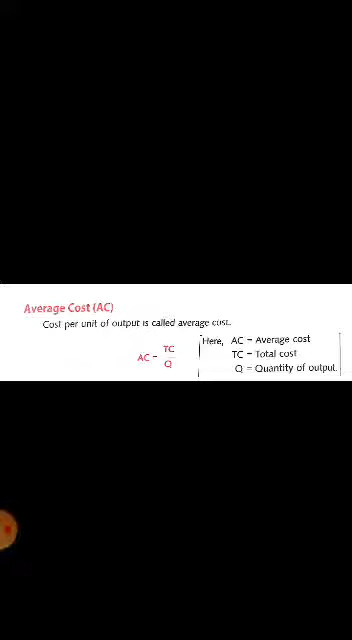 Average Cost (AC)
Cost per unit of output is called average cost.
AC = TC/Q
[Here, AC = Average cost
TC = Total cost
Q = Quantity of output.]